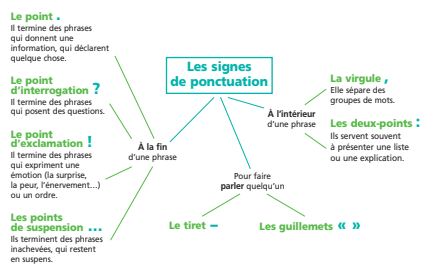 Les signes
de ponctuation
Le point .
Il termine des phrases
qui donnent une
information, qui déclarent
quelque chose.
Le point
d'interrogation ?
Il termine des phrases
qui posent des questions.
Le point
d'exclamation !
Il termine des phrases
qui expriment une
émotion (la surprise,
la peur, l'énervement...)
ou un ordre.
Les points
de suspension ...
Ils terminent des phrases
inachevées, qui restent
en suspens.
À la fin
d'une phrase
Pour faire
parler quelqu'un
Le tiret –
Les guillemets « »
À l'intérieur
d'une phrase
La virgule ,
Elle sépare des
groupes de mots.
Les deux-points :
Ils servent souvent
à présenter une liste
ou une explication.